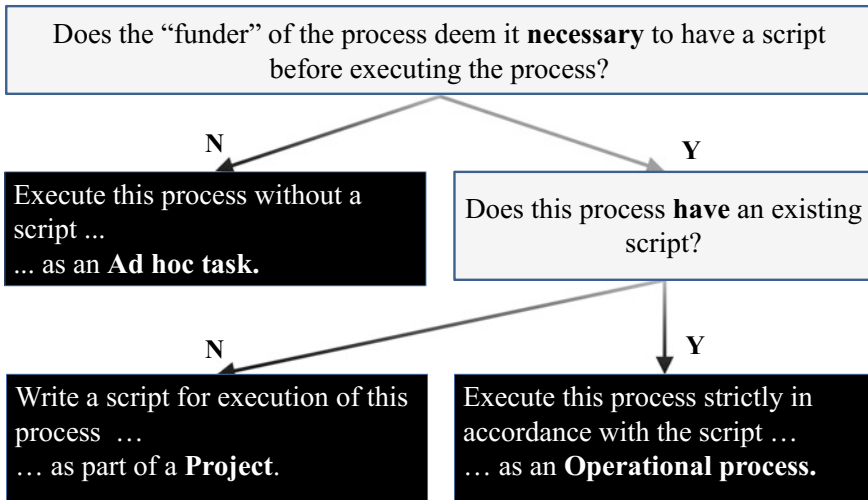 Does the “funder” of the process deem it necessary to have a script
before executing the process?
N
Y
Execute this process without a
script ...
... as an Ad hoc task.
Does this process have an existing
script?
N
Y
Write a script for execution of this
process …
… as part of a Project.
Execute this process strictly in
accordance with the script …
… as an Operational process.